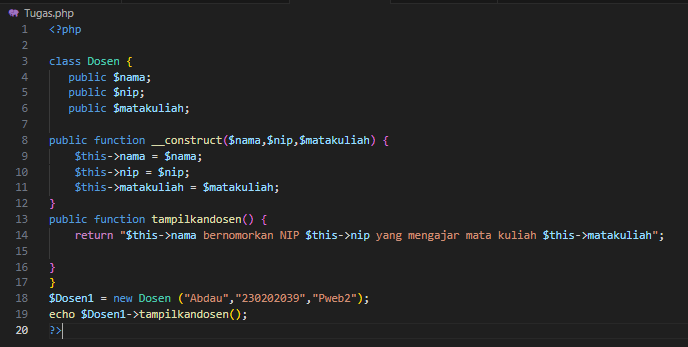 Tugas.php
1 <?php
2
3 class Dosen {
4 public $nama;
5 public $nip;
6 public $matakuliah;
7
8 public function __construct($nama,$nip,$matakuliah) {
9 $this->nama = $nama;
10 $this->nip = $nip;
11 $this->matakuliah = $matakuliah;
12 }
13 public function tampilkandosen() {
14 return "$this->nama bernomorkan NIP $this->nip yang mengajar mata kuliah $this->matakuliah";
15
16 }
17 }
18 $Dosen1 = new Dosen ("Abdau","230202039","Pweb2");
19 echo $Dosen1->tampilkandosen();
20 ?>